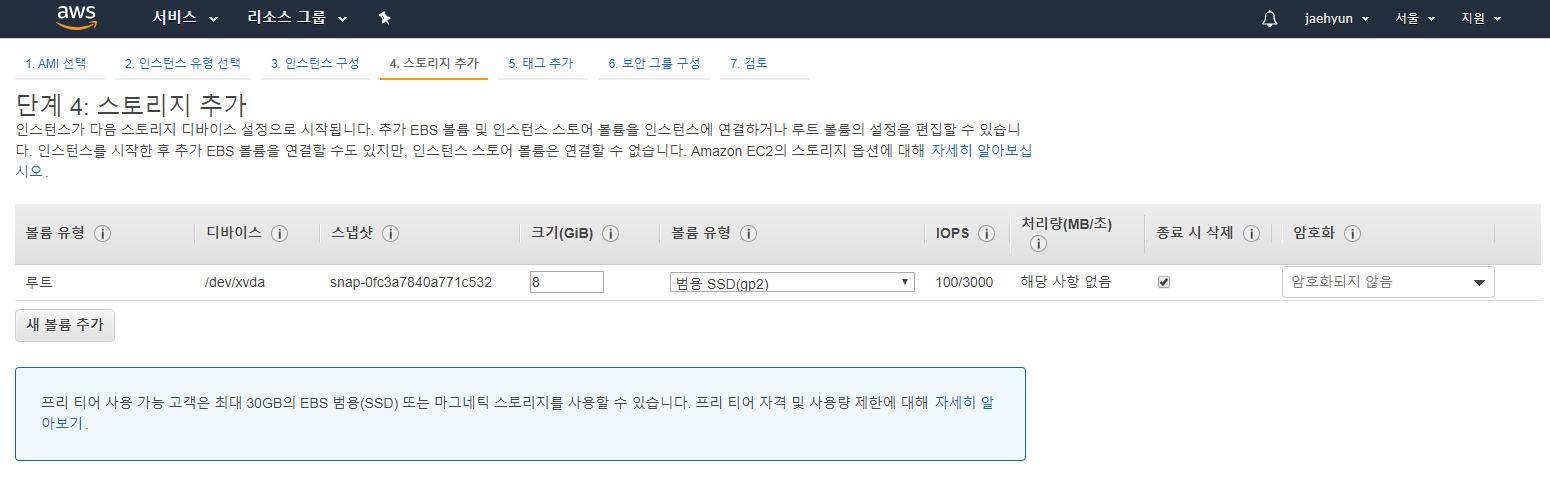 aws 서비스 리소스 그룹 jaehyun 서울 지원
1. AMI 선택 2. 인스턴스 유형 선택 3. 인스턴스 구성 4. 스토리지 추가 5. 태그 추가 6. 보안 그룹 구성 7. 검토
단계 4: 스토리지 추가
인스턴스가 다음 스토리지 디바이스 설정으로 시작됩니다. 추가 EBS 볼륨 및 인스턴스 스토어 볼륨을 인스턴스에 연결하거나 루트 볼륨의 설정을 편집할 수 있습니
다. 인스턴스를 시작한 후 추가 EBS 볼륨을 연결할 수도 있지만, 인스턴스 스토어 볼륨은 연결할 수 없습니다. Amazon EC2의 스토리지 옵션에 대해 자세히 알아보십
시오.
볼륨 유형 디바이스 스냅샷 크기(GiB) 볼륨 유형 IOPS 처리량(MB/초) 종료 시 삭제 암호화
루트 /dev/xvda snap-0fc3a7840a771c532 8 범용 SSD(gp2) 100/3000 해당 사항 없음 암호화되지 않음
새 볼륨 추가
프리 티어 사용 가능 고객은 최대 30GB의 EBS 범용(SSD) 또는 마그네틱 스토리지를 사용할 수 있습니다. 프리 티어 자격 및 사용량 제한에 대해 자세히 알
아보기.